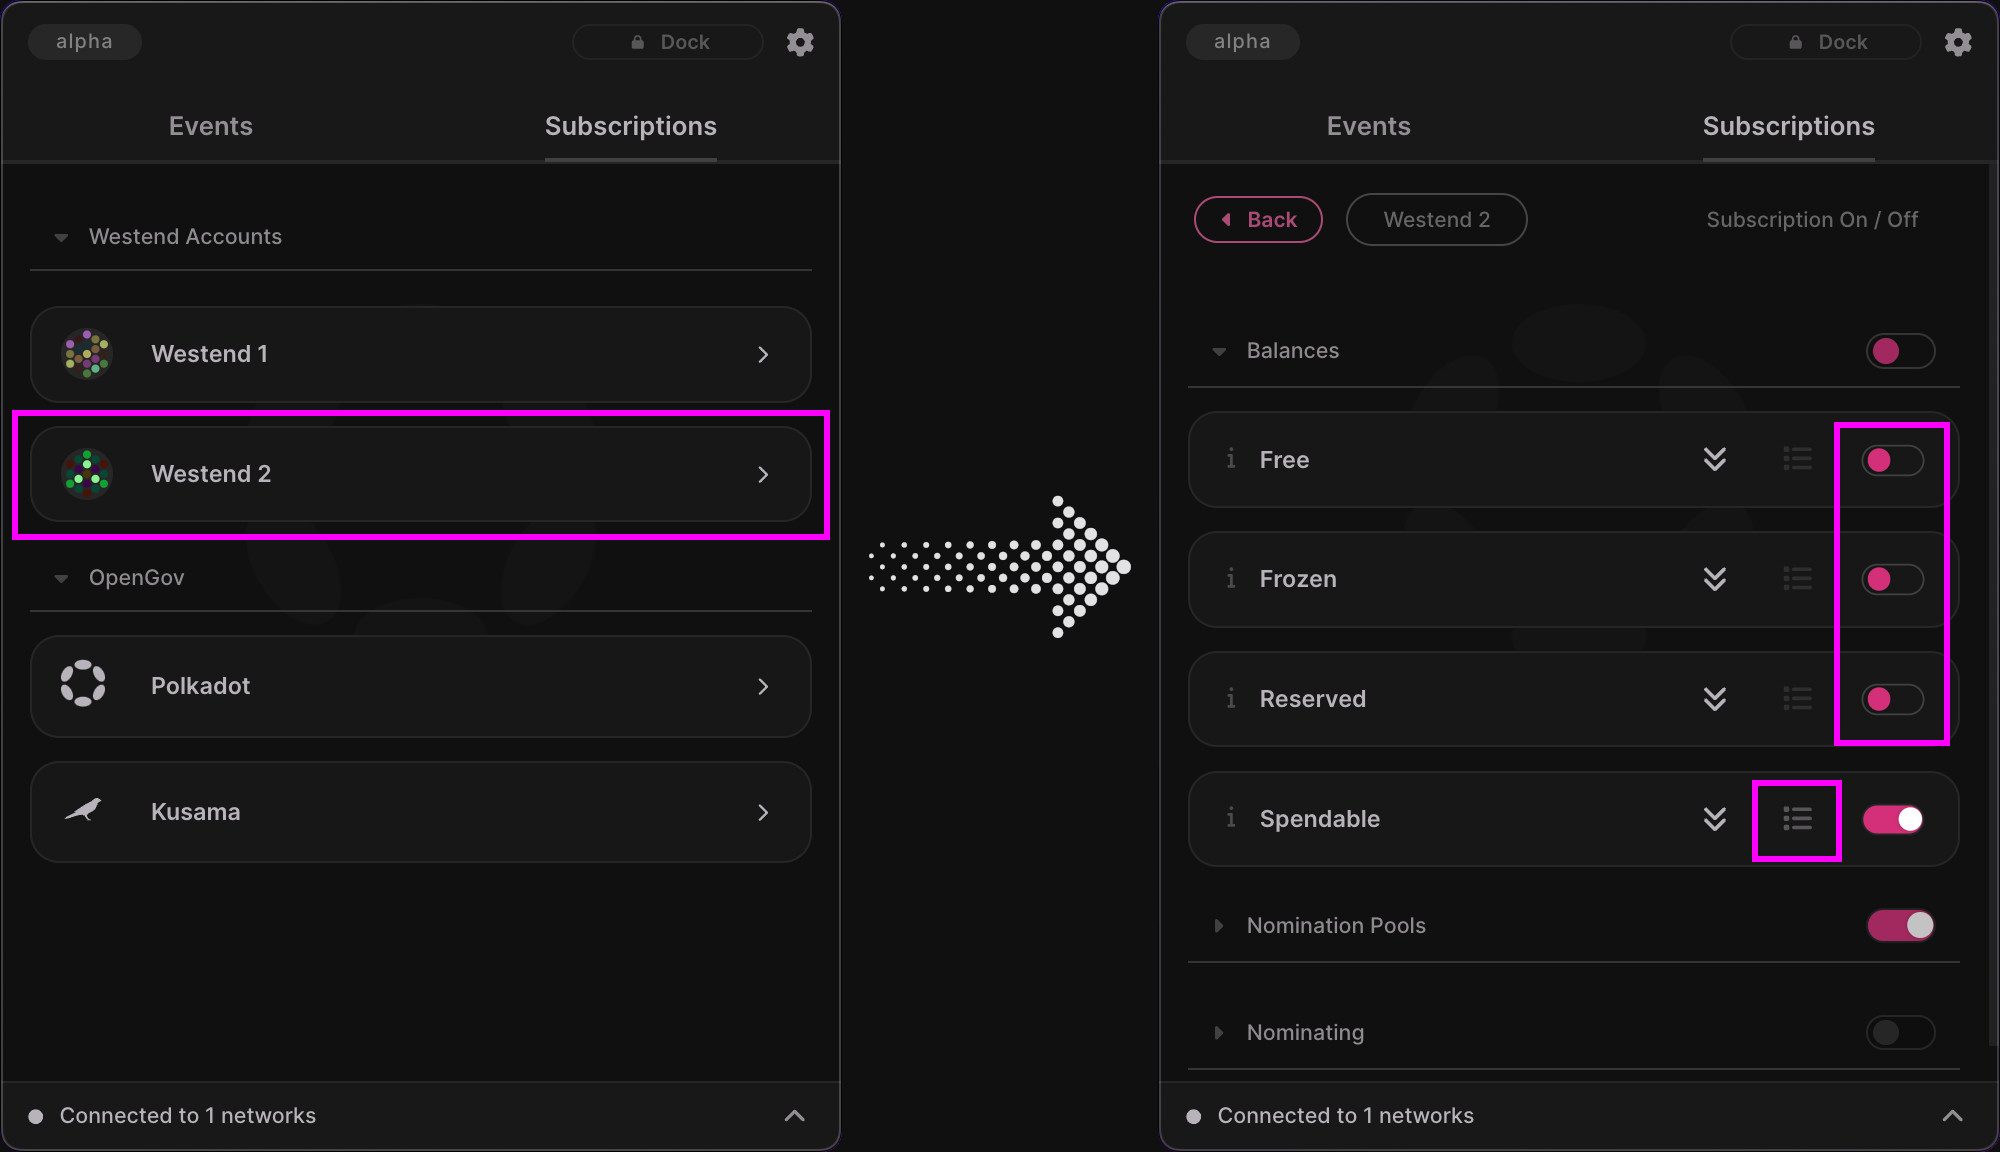 alpha
Dock
Events
Subscriptions
Westend Accounts
Westend 1
Westend 2
OpenGov
Polkadot
Kusama
Connected to 1 networks
alpha
Dock
Events
Subscriptions
Back
Westend 2
Subscription On / Off
Balances
i Free
i Frozen
i Reserved
i Spendable
Nomination Pools
Nominating
Connected to 1 networks